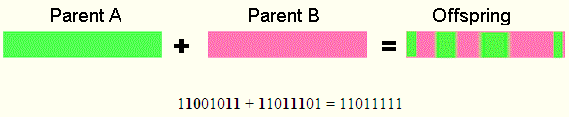 Parent A Parent B Offspring
+ =
11001011 + 11011101 = 11011111